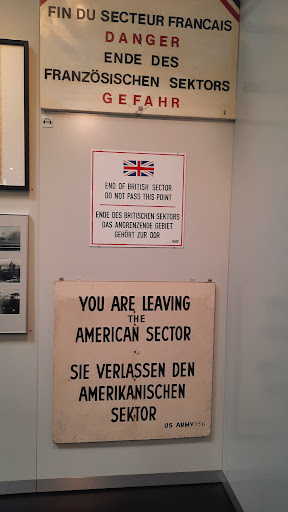 FIN DU SECTEUR FRANCAIS
DANGER
ENDE DES
FRANZÖSISCHEN SEKTORS
GEFAHR
2
END OF BRITISH SECTOR
DO NOT PASS THIS POINT
ENDE DES BRITISCHEN SEKTORS
DAS ANGRENZENDE GEBIET
GEHÖRT ZUR DDR
YOU ARE LEAVING
THE
AMERICAN SECTOR
SIE VERLASSEN DEN
AMERIKANISCHEN
SEKTOR
US ARMY